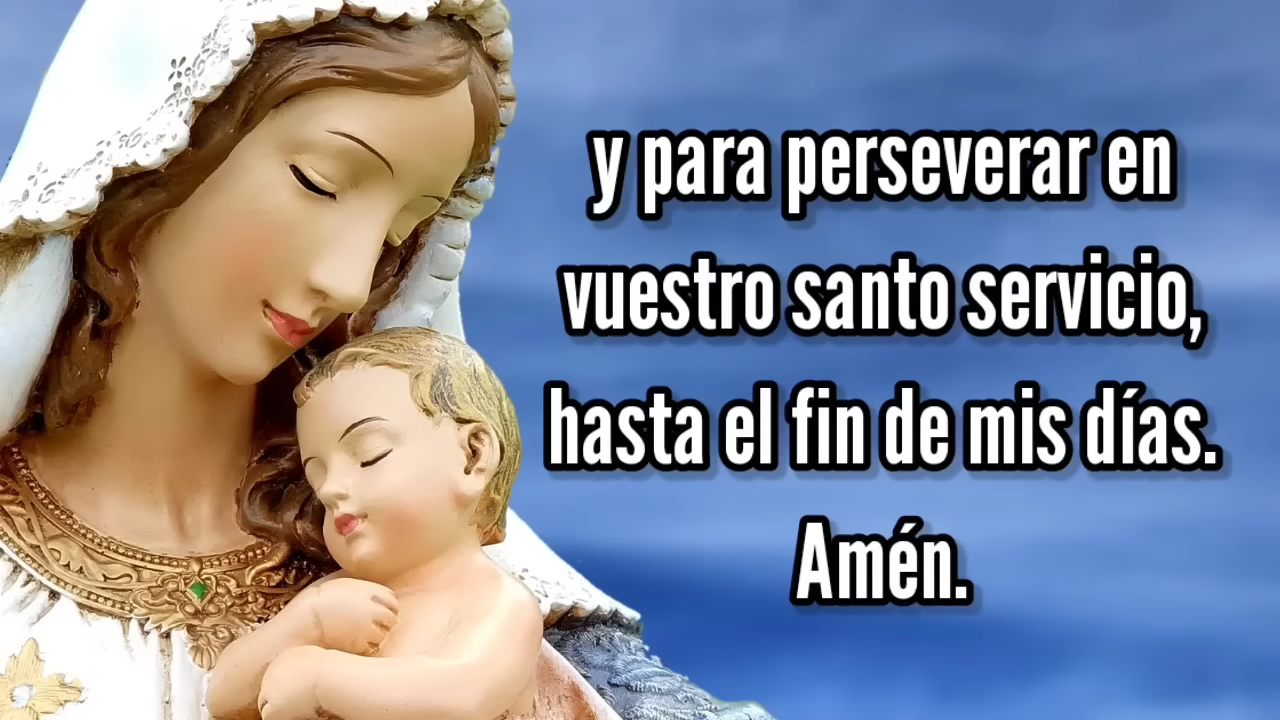 y para perseverar en
vuestro santo servicio,
hasta el fin de mis días.
Amén.